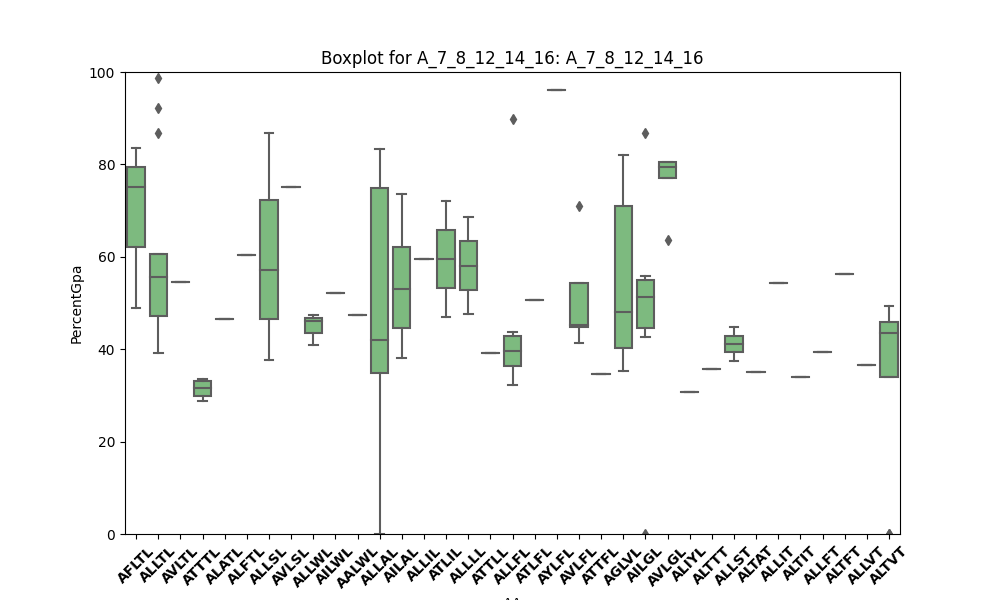 Boxplot for A_7_8_12_14_16: A_7_8_12_14_16
PercentGpa
100
80
60
40
20
0
AFLTL
ALLTL
AVLTL
ATTTL
ALATL
ALFTL
ALLSL
AVLSL
ALLWL
AILWL
AALWL
ALLAL
AILAL
ALLIL
ATLIL
ALLLL
ATTLL
ALLFL
ATLFL
AYLFL
AVLFL
ATTFL
AGLVL
AILGL
AVLGL
ALIYL
ALTTT
ALLST
ALTAT
ALLIT
ALTIT
ALLFT
ALTFT
ALLVT
ALTVT